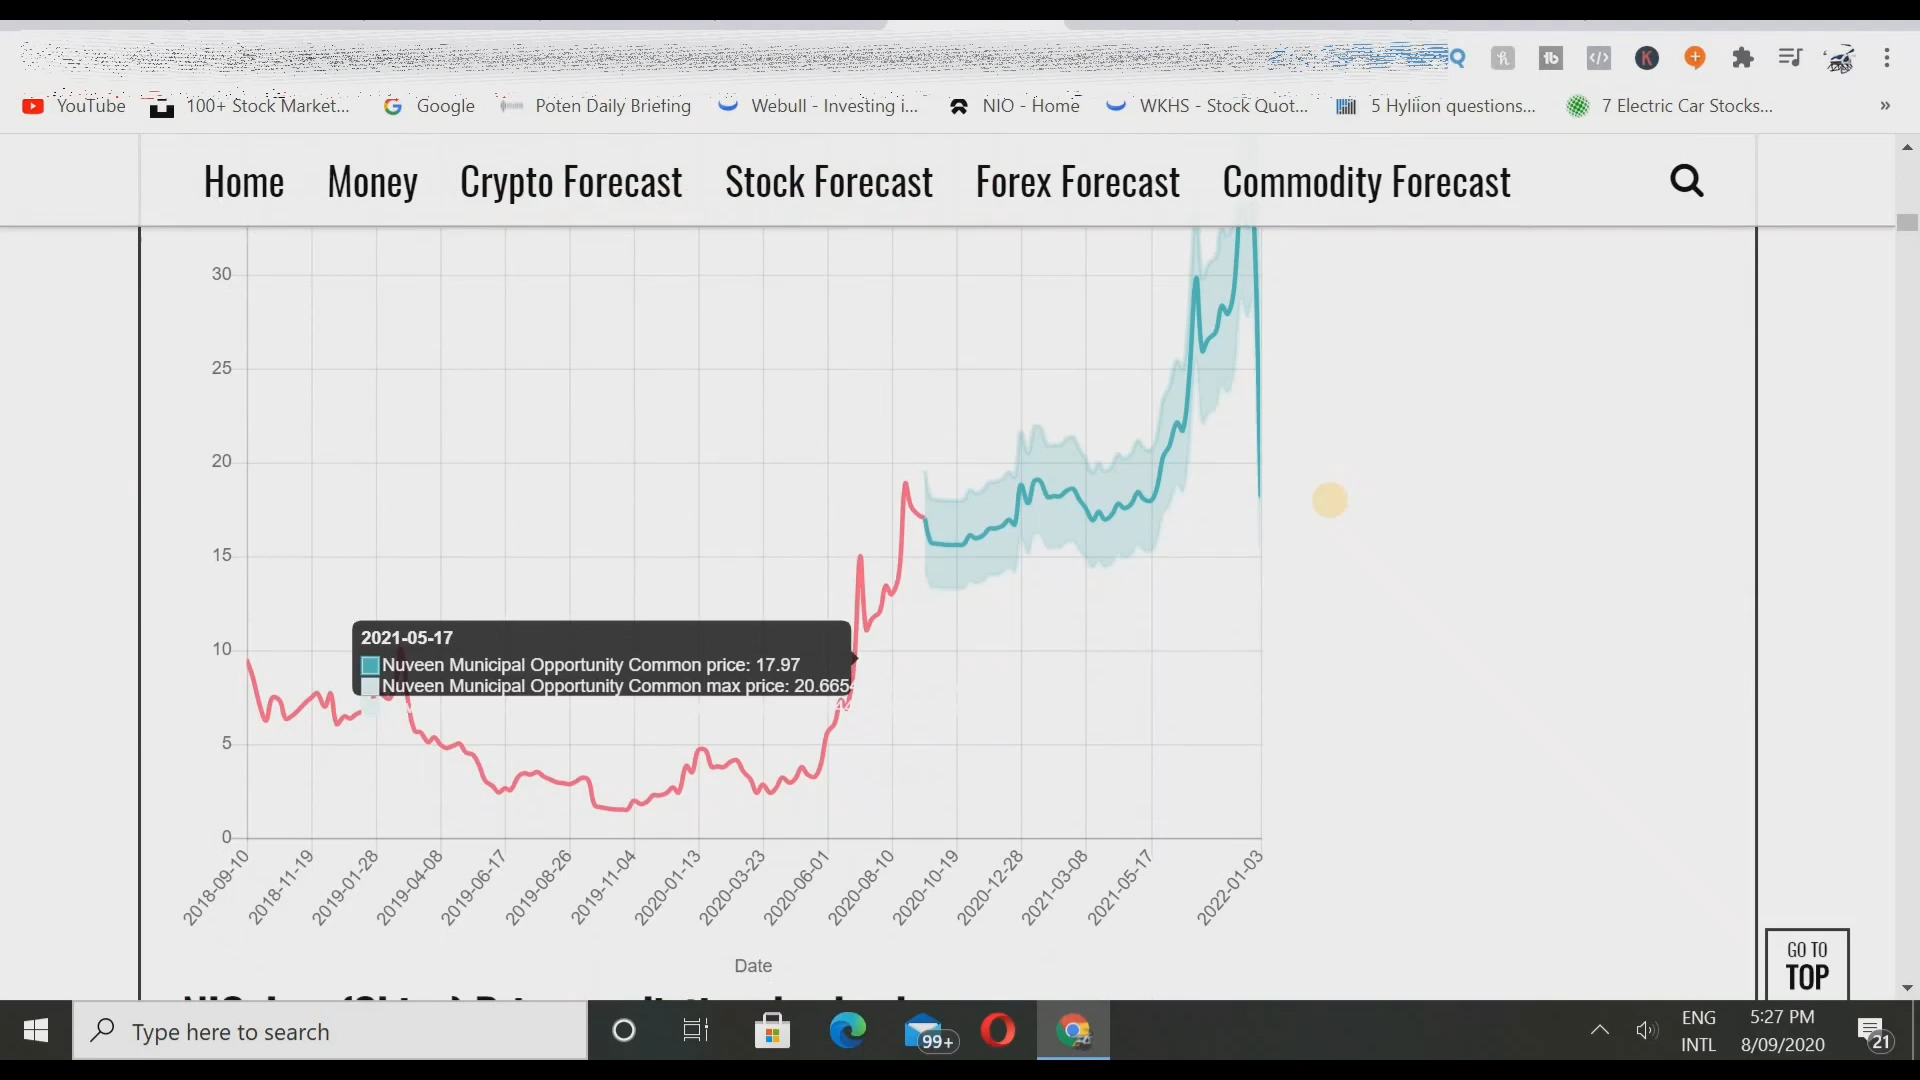 YouTube
100+ Stock Market...
Google
Poten Daily Briefing
Webull - Investing i...
NIO - Home
WKHS - Stock Quot...
5 Hyliion questions...
7 Electric Car Stocks...
»
Home
Money
Crypto Forecast
Stock Forecast
Forex Forecast
Commodity Forecast
30
25
20
15
10
5
0
2021-05-17
Nuveen Municipal Opportunity Common price: 17.97
Nuveen Municipal Opportunity Common max price: 20.665
2018-09-10
2018-11-19
2019-01-28
2019-04-08
2019-06-17
2019-08-26
2019-11-04
2020-01-13
2020-03-23
2020-06-01
2020-08-10
2020-10-19
2020-12-28
2021-03-08
2021-05-17
2022-01-03
Date
GO TO
TOP
Type here to search
99+
ENG
INTL
5:27 PM
8/09/2020
21